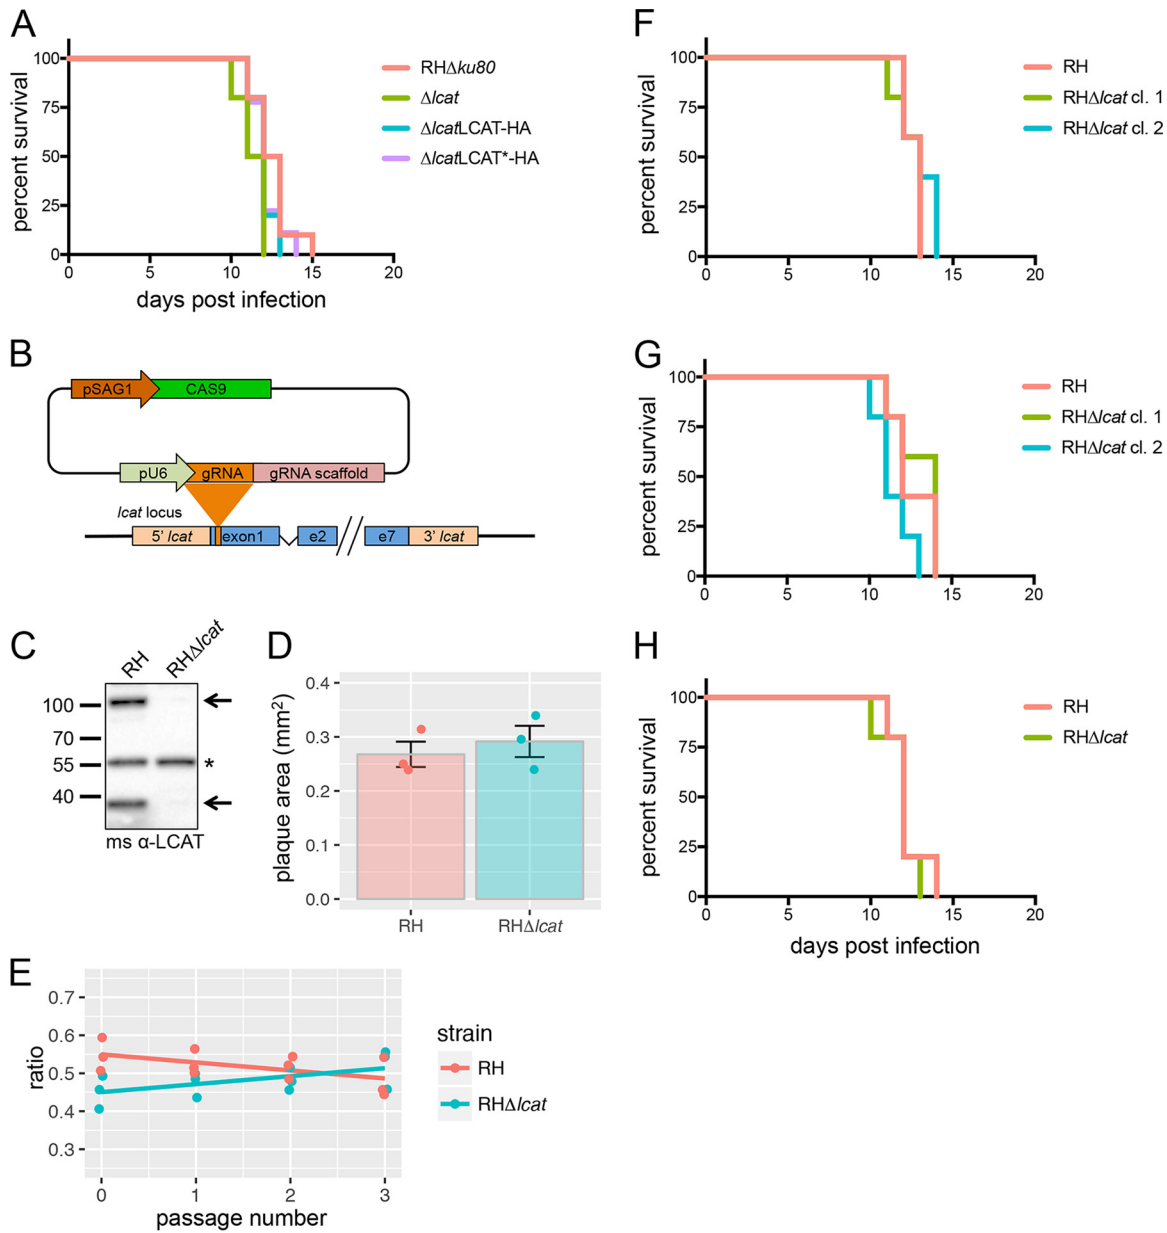 A
percent survival
100
75
50
25
0
0 5 10 15 20
days post infection
RHΔku80
Δlcat
ΔlcatLCAT-HA
ΔlcatLCAT*-HA
B
pSAG1 CAS9
pU6 gRNA gRNA scaffold
lcat locus
5' lcat exon1 e2 e7 3' lcat
C
RH RHΔlcat
100
70
55 *
40
ms α-LCAT
D
plaque area (mm²)
0.4
0.3
0.2
0.1
0.0
RH RHΔlcat
E
ratio
0.7
0.6
0.5
0.4
0.3
0 1 2 3
passage number
strain
RH
RHΔlcat
F
percent survival
100
75
50
25
0
0 5 10 15 20
RH
RHΔlcat cl. 1
RHΔlcat cl. 2
G
percent survival
100
75
50
25
0
0 5 10 15 20
RH
RHΔlcat cl. 1
RHΔlcat cl. 2
H
percent survival
100
75
50
25
0
0 5 10 15 20
days post infection
RH
RHΔlcat